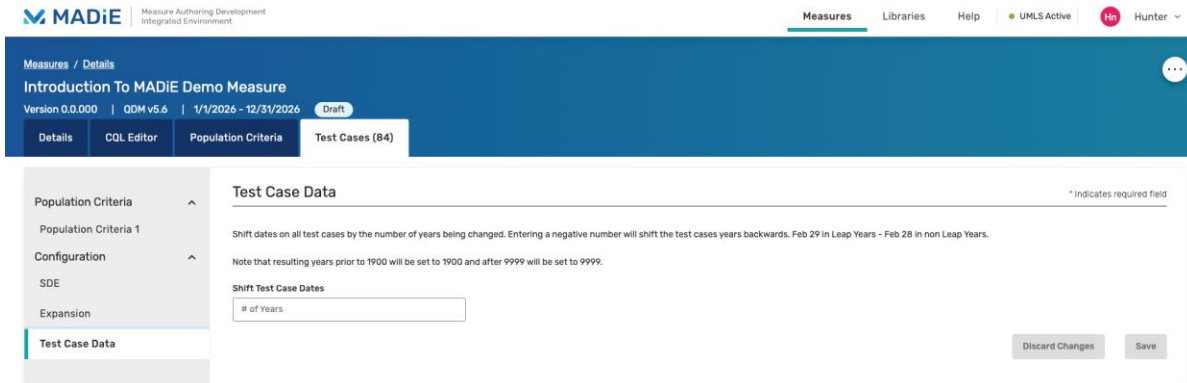 MADiE
Measure Authoring Development
Integrated Environment
Measures
Libraries
Help
UMLS Active
Hn
Hunter
Measures / Details
Introduction To MADiE Demo Measure
Version 0.0.000 | QDM v5.6 | 1/1/2026 - 12/31/2026 Draft
Details
CQL Editor
Population Criteria
Test Cases (84)
Population Criteria
Population Criteria 1
Configuration
SDE
Expansion
Test Case Data
Test Case Data
* Indicates required field
Shift dates on all test cases by the number of years being changed. Entering a negative number will shift the test cases years backwards. Feb 29 in Leap Years - Feb 28 in non Leap Years.
Note that resulting years prior to 1900 will be set to 1900 and after 9999 will be set to 9999.
Shift Test Case Dates
# of Years
Discard Changes
Save